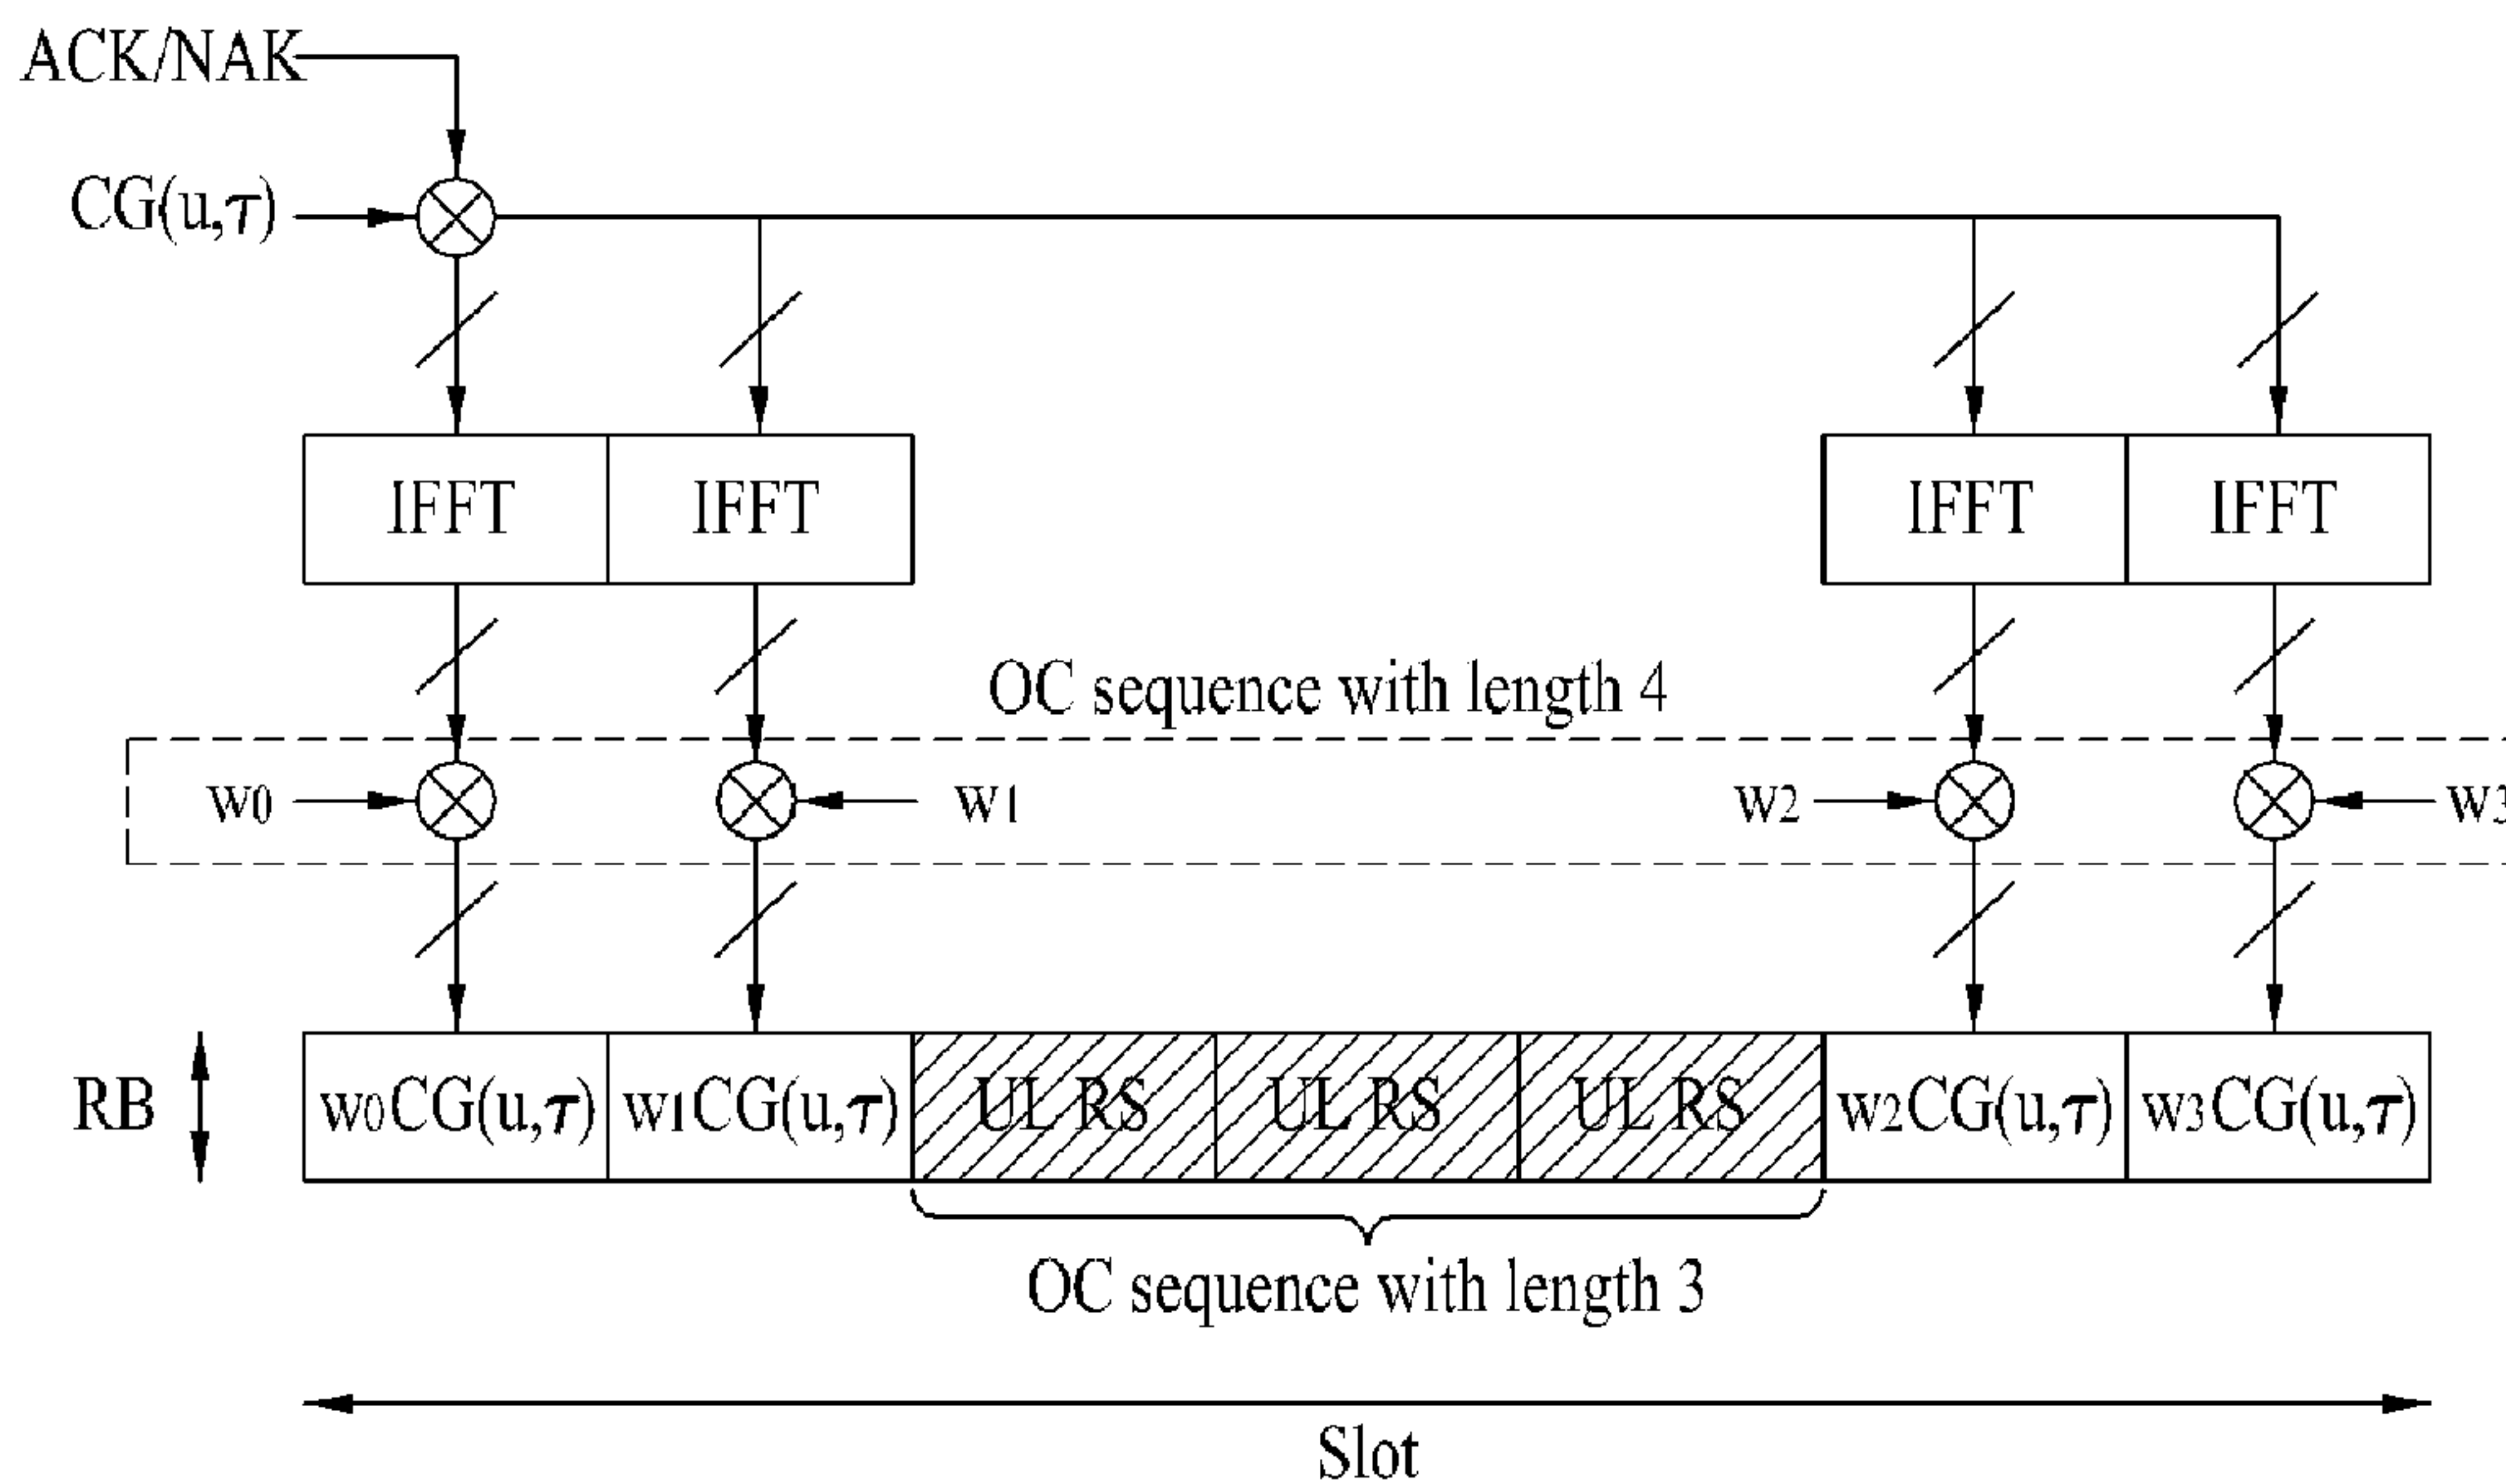 ACK/NAK
CG(u,τ)
IFFT IFFT IFFT IFFT
OC sequence with length 4
w0 w1 w2 w3
RB w0CG(u,τ) w1CG(u,τ) UL RS UL RS UL RS w2CG(u,τ) w3CG(u,τ)
OC sequence with length 3
Slot